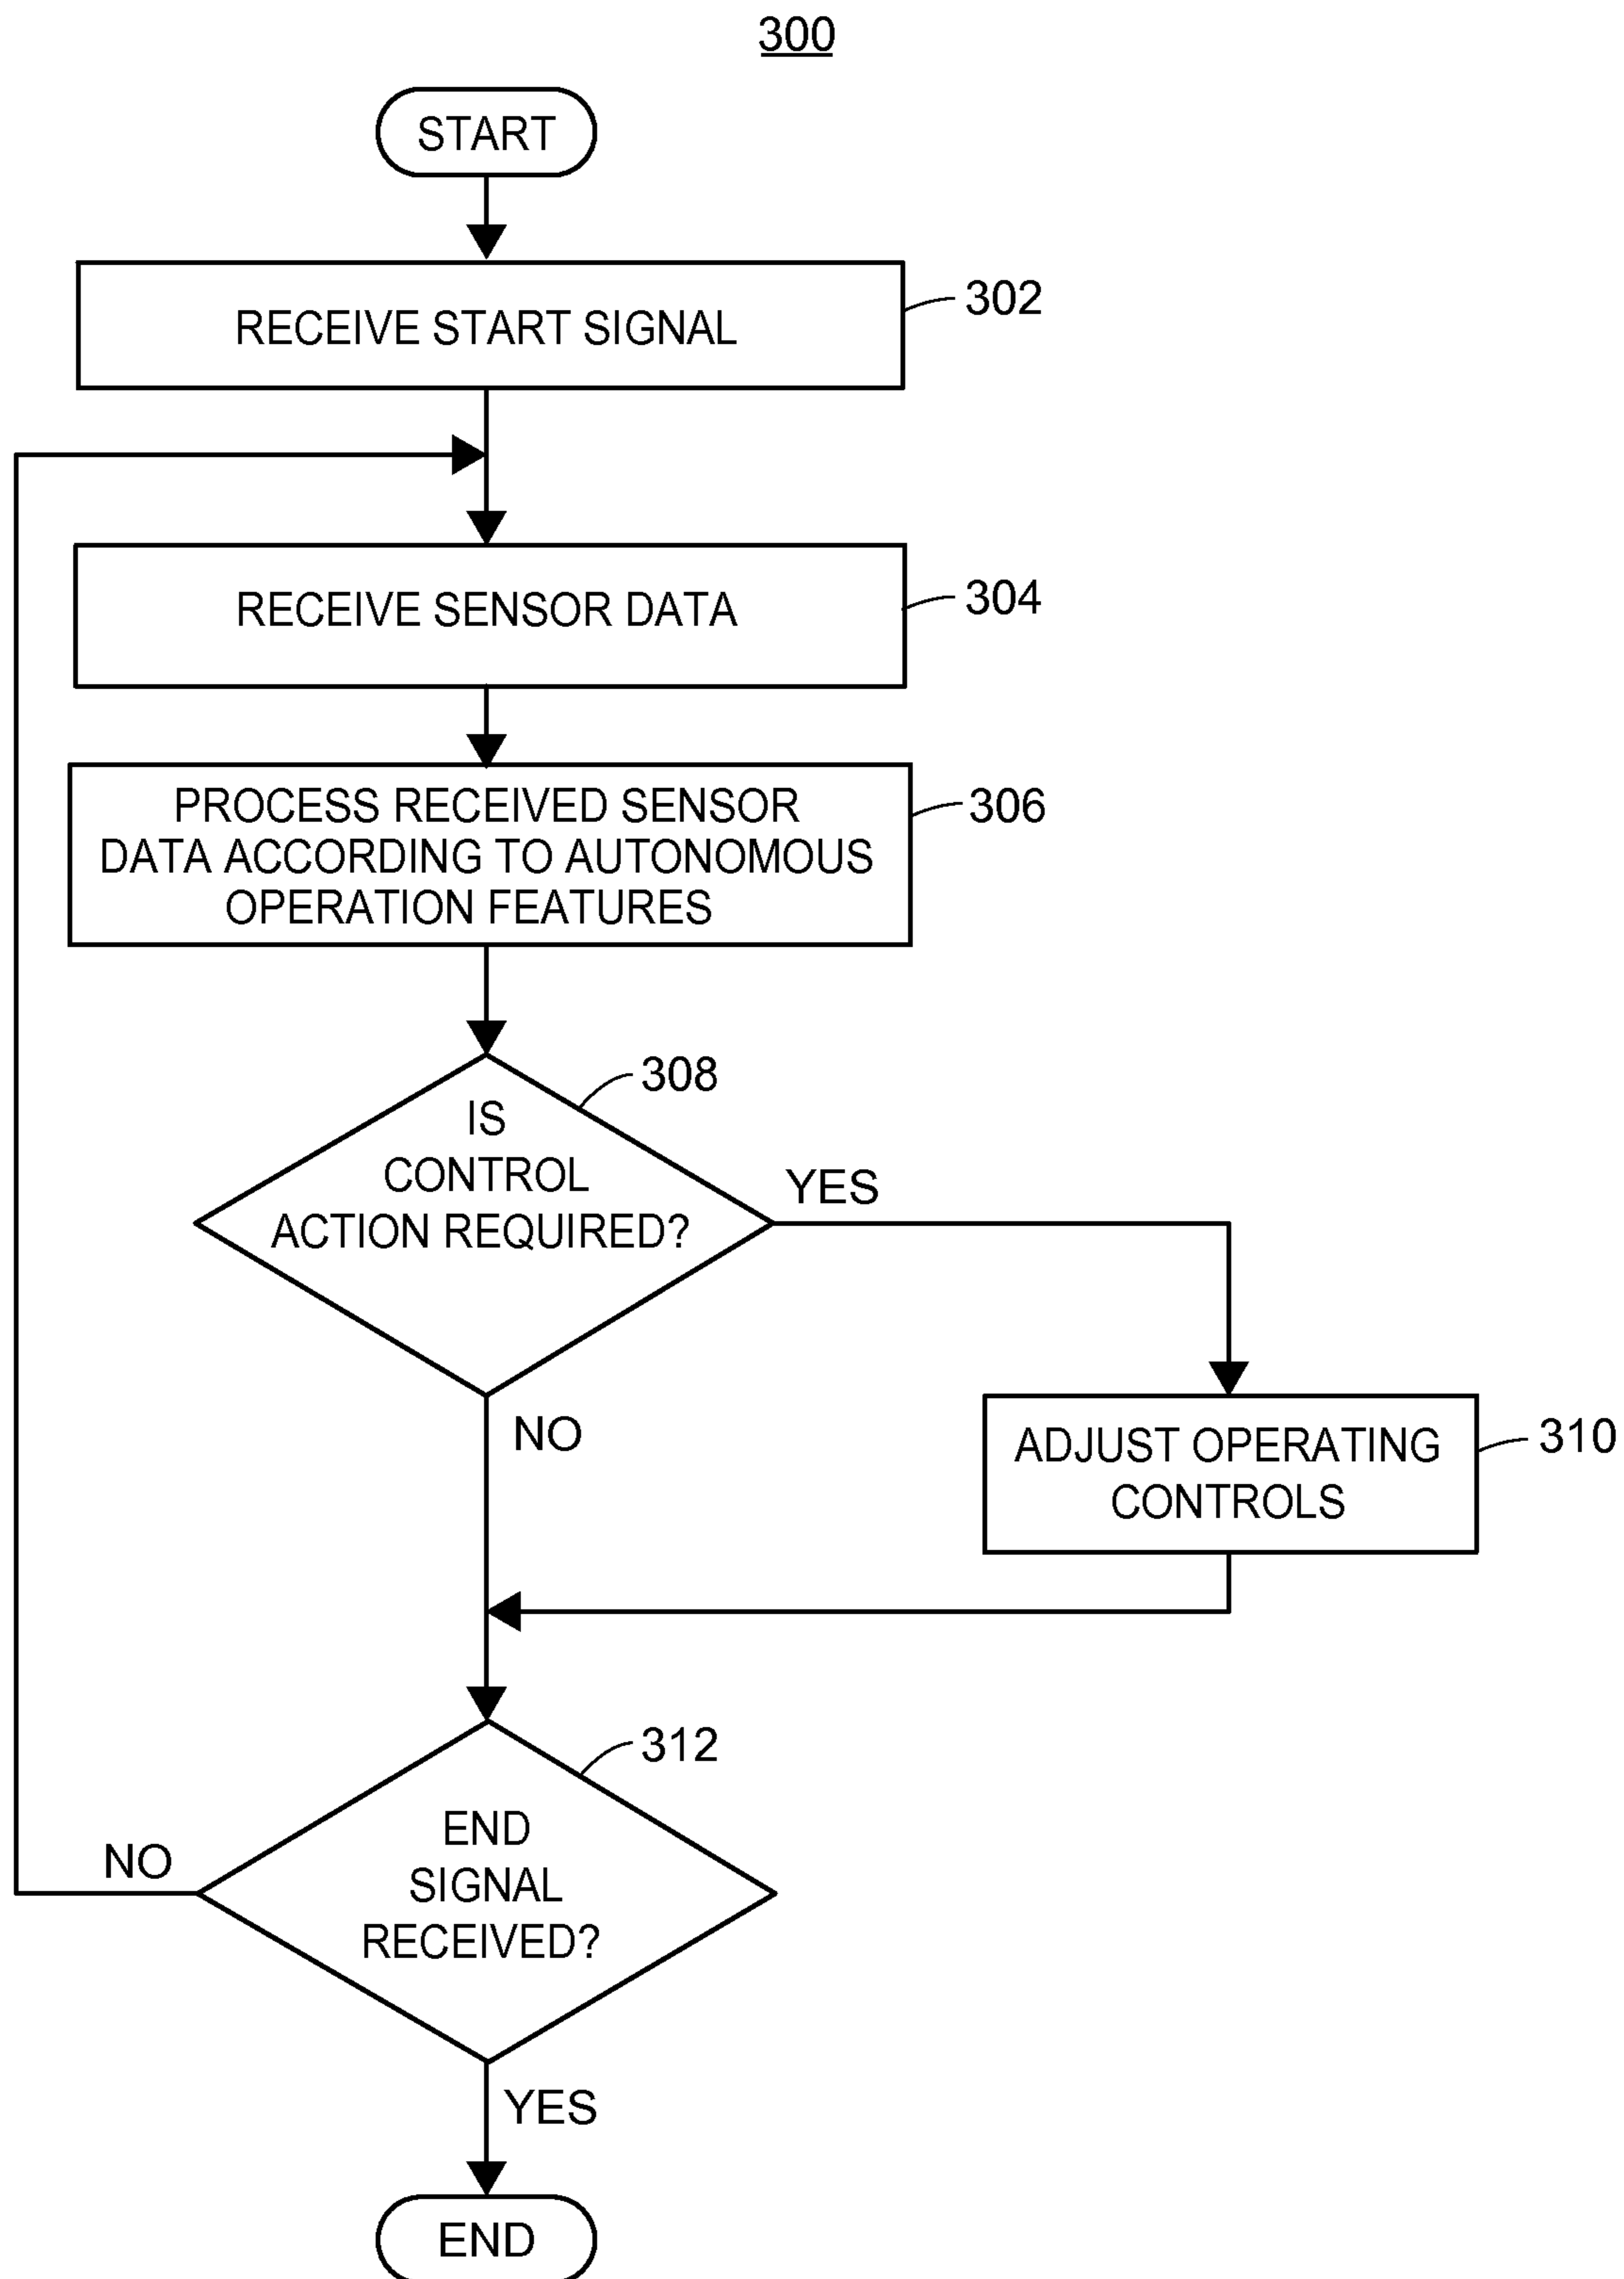 300
START
RECEIVE START SIGNAL
302
RECEIVE SENSOR DATA
304
PROCESS RECEIVED SENSOR
DATA ACCORDING TO AUTONOMOUS
OPERATION FEATURES
306
308
IS
CONTROL
ACTION REQUIRED?
YES
NO
ADJUST OPERATING
CONTROLS
310
312
END
SIGNAL
RECEIVED?
NO
YES
END